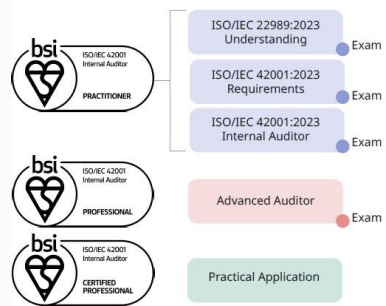 bsi
ISO/IEC 42001
Internal Auditor
PRACTITIONER
ISO/IEC 22989:2023
Understanding
Exam
ISO/IEC 42001:2023
Requirements
Exam
ISO/IEC 42001:2023
Internal Auditor
Exam
bsi
ISO/IEC 42001
Internal Auditor
PROFESSIONAL
Advanced Auditor
Exam
bsi
ISO/IEC 42001
Internal Auditor
CERTIFIED
PROFESSIONAL
Practical Application